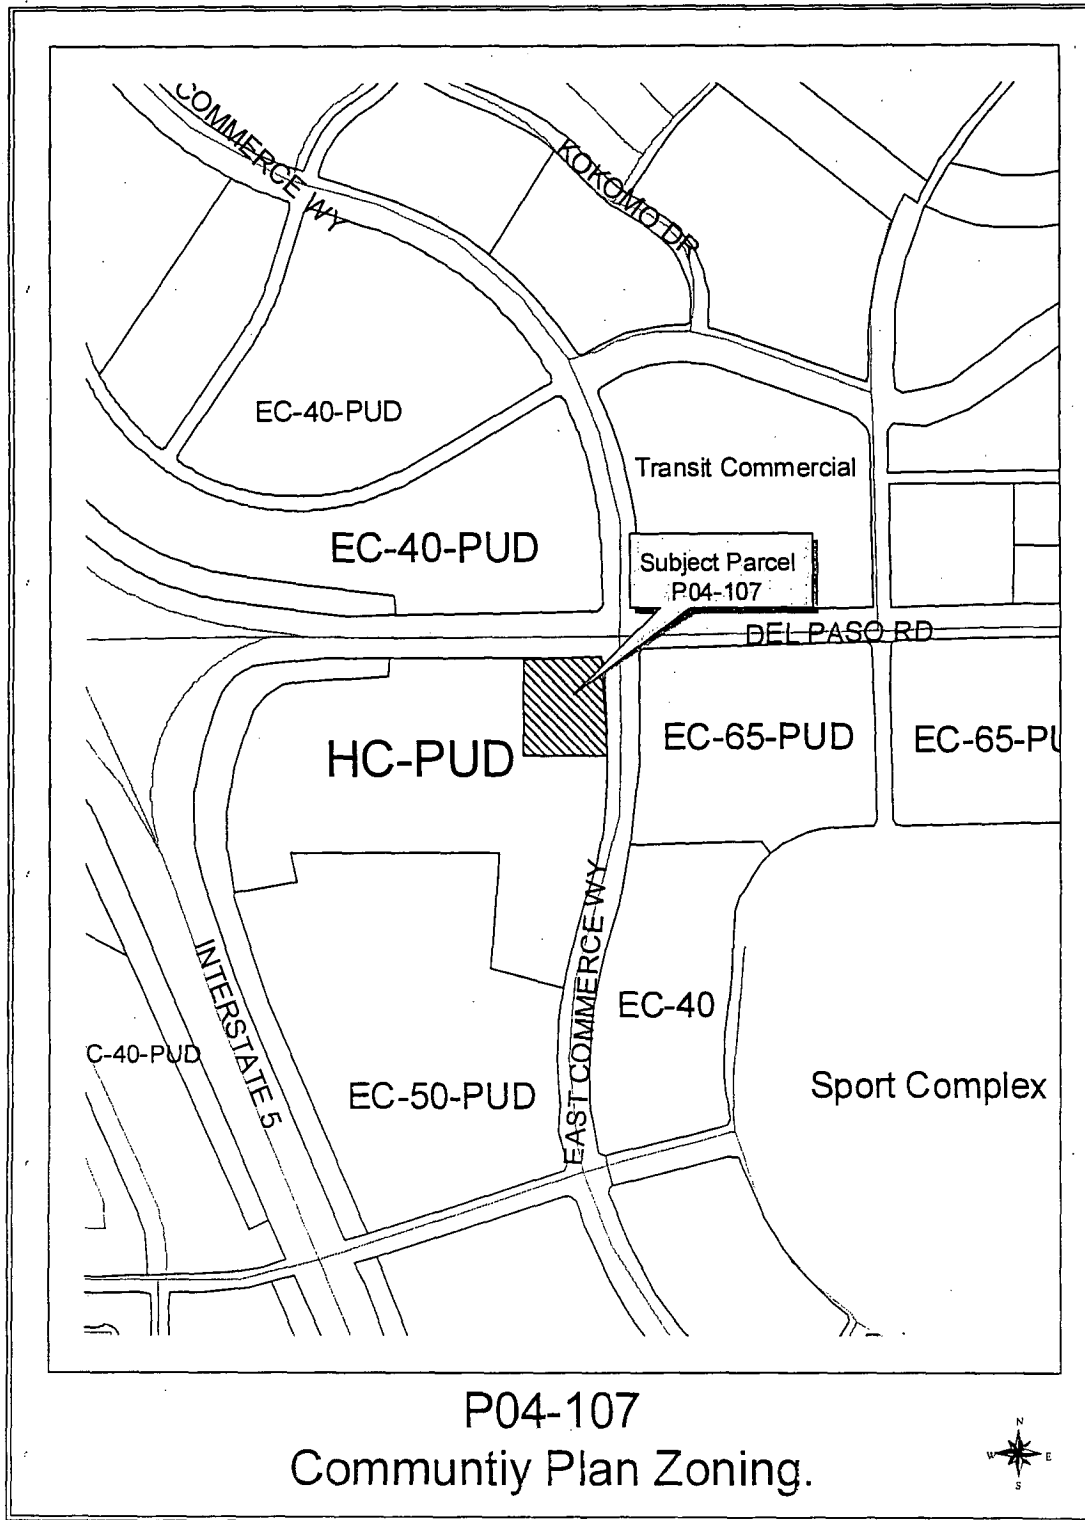 COMMERCE WY
KOKOMO DR
EC-40-PUD
Transit Commercial
EC-40-PUD
Subject Parcel
P04-107
DEL PASO RD
EC-65-PUD
EC-65-PU
HC-PUD
EAST COMMERCE WY
INTERSTATE 5
EC-40
C-40-PUD
EC-50-PUD
Sport Complex
P04-107
Communtiy Plan Zoning.
N
W
E
S